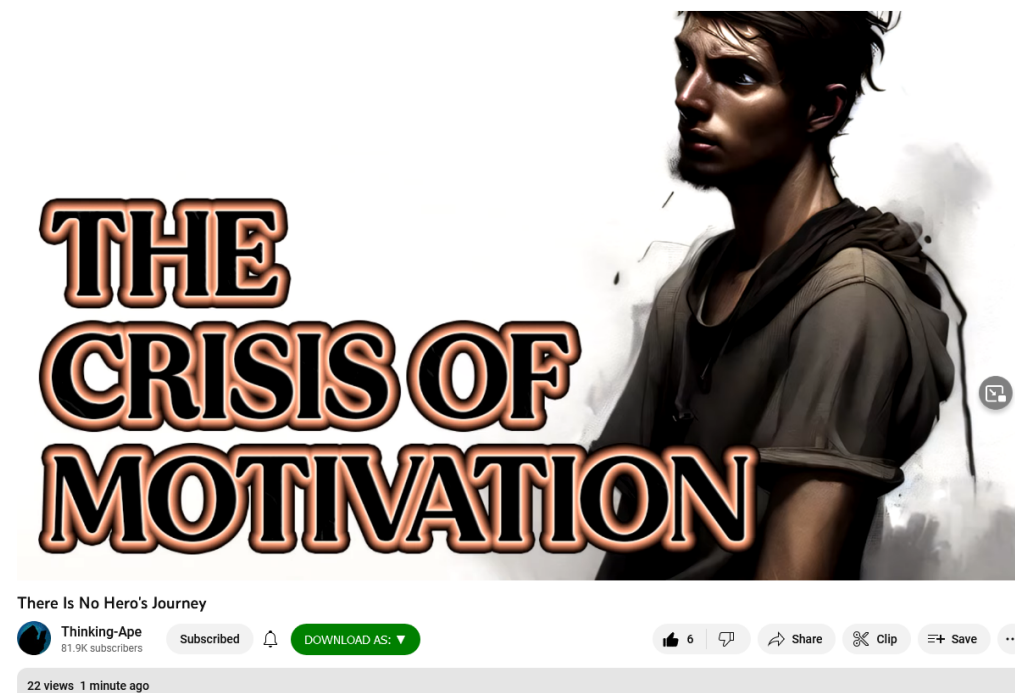 THE
CRISIS OF
MOTIVATION
There Is No Hero's Journey
Thinking-Ape
81.9K subscribers
Subscribed
DOWNLOAD AS: ▼
6
Share
Clip
Save
22 views 1 minute ago